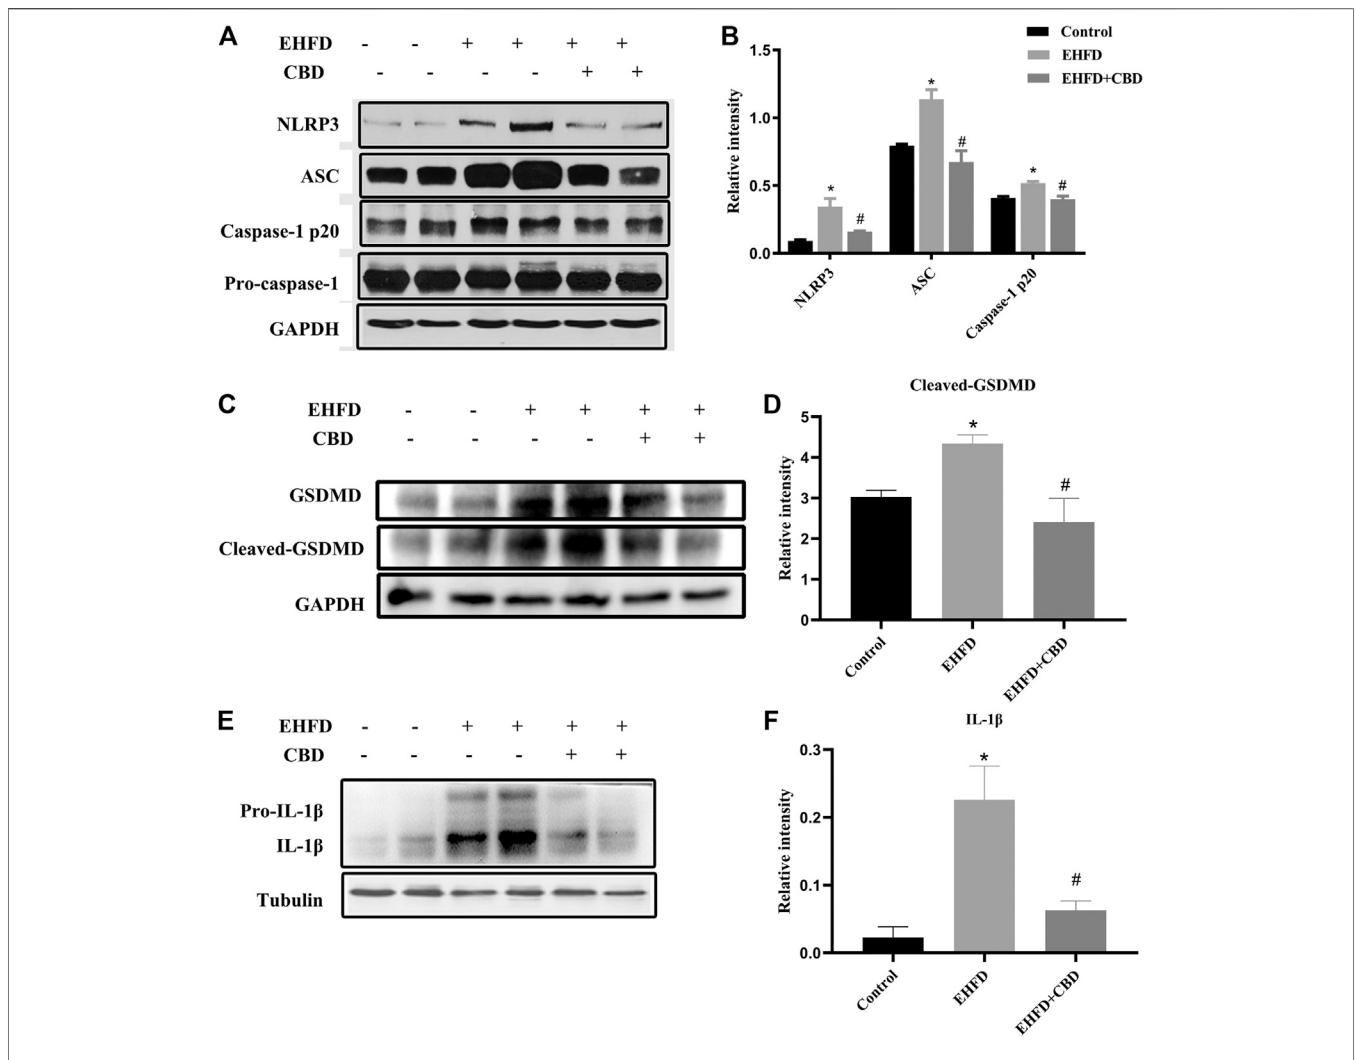 A
EHFD - - + + + +
CBD - - - - + +
NLRP3
ASC
Caspase-1 p20
Pro-caspase-1
GAPDH
B
Control
EHFD
EHFD+CBD
Relative intensity
1.5
1.0
0.5
0.0
* # * # * #
NLRP3
ASC
Caspase-1 p20
C
EHFD - - + + + +
CBD - - - - + +
GSDMD
Cleaved-GSDMD
GAPDH
D
Cleaved-GSDMD
Relative intensity
5
4
3
2
1
0
* #
Control
EHFD
EHFD+CBD
E
EHFD - - + + + +
CBD - - - - + +
Pro-IL-1β
IL-1β
Tubulin
F
IL-1β
Relative intensity
0.3
0.2
0.1
0.0
* #
Control
EHFD
EHFD+CBD